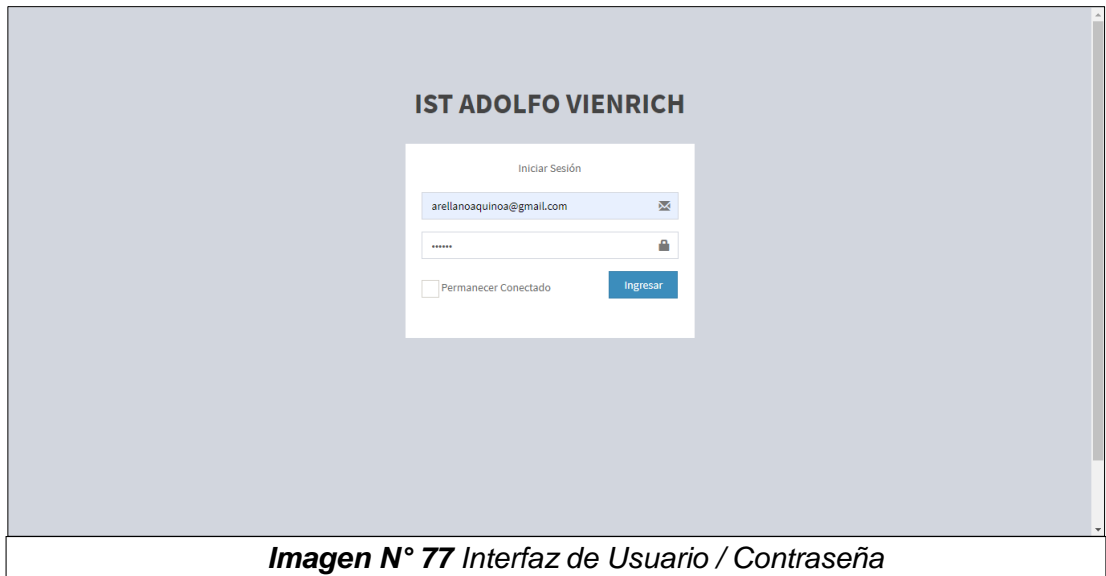 IST ADOLFO VIENRICH
Iniciar Sesión
arellanoaquinoa@gmail.com
••••••
Permanecer Conectado
Ingresar
Imagen N° 77 Interfaz de Usuario / Contraseña